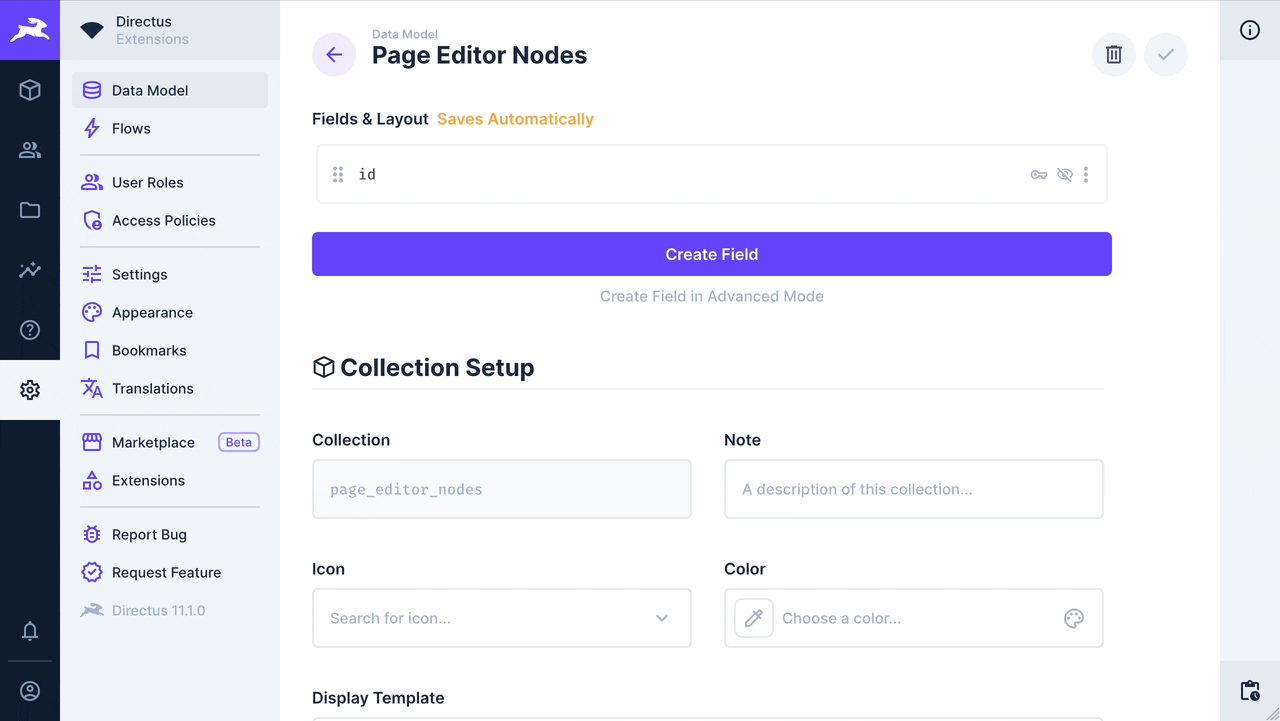 Directus
Extensions
Data Model
Flows
User Roles
Access Policies
Settings
Appearance
Bookmarks
Translations
Marketplace
Beta
Extensions
Report Bug
Request Feature
Directus 11.1.0
Data Model
Page Editor Nodes
Fields & Layout Saves Automatically
id
Create Field
Create Field in Advanced Mode
Collection Setup
Collection
page_editor_nodes
Note
A description of this collection...
Icon
Search for icon...
Color
Choose a color...
Display Template